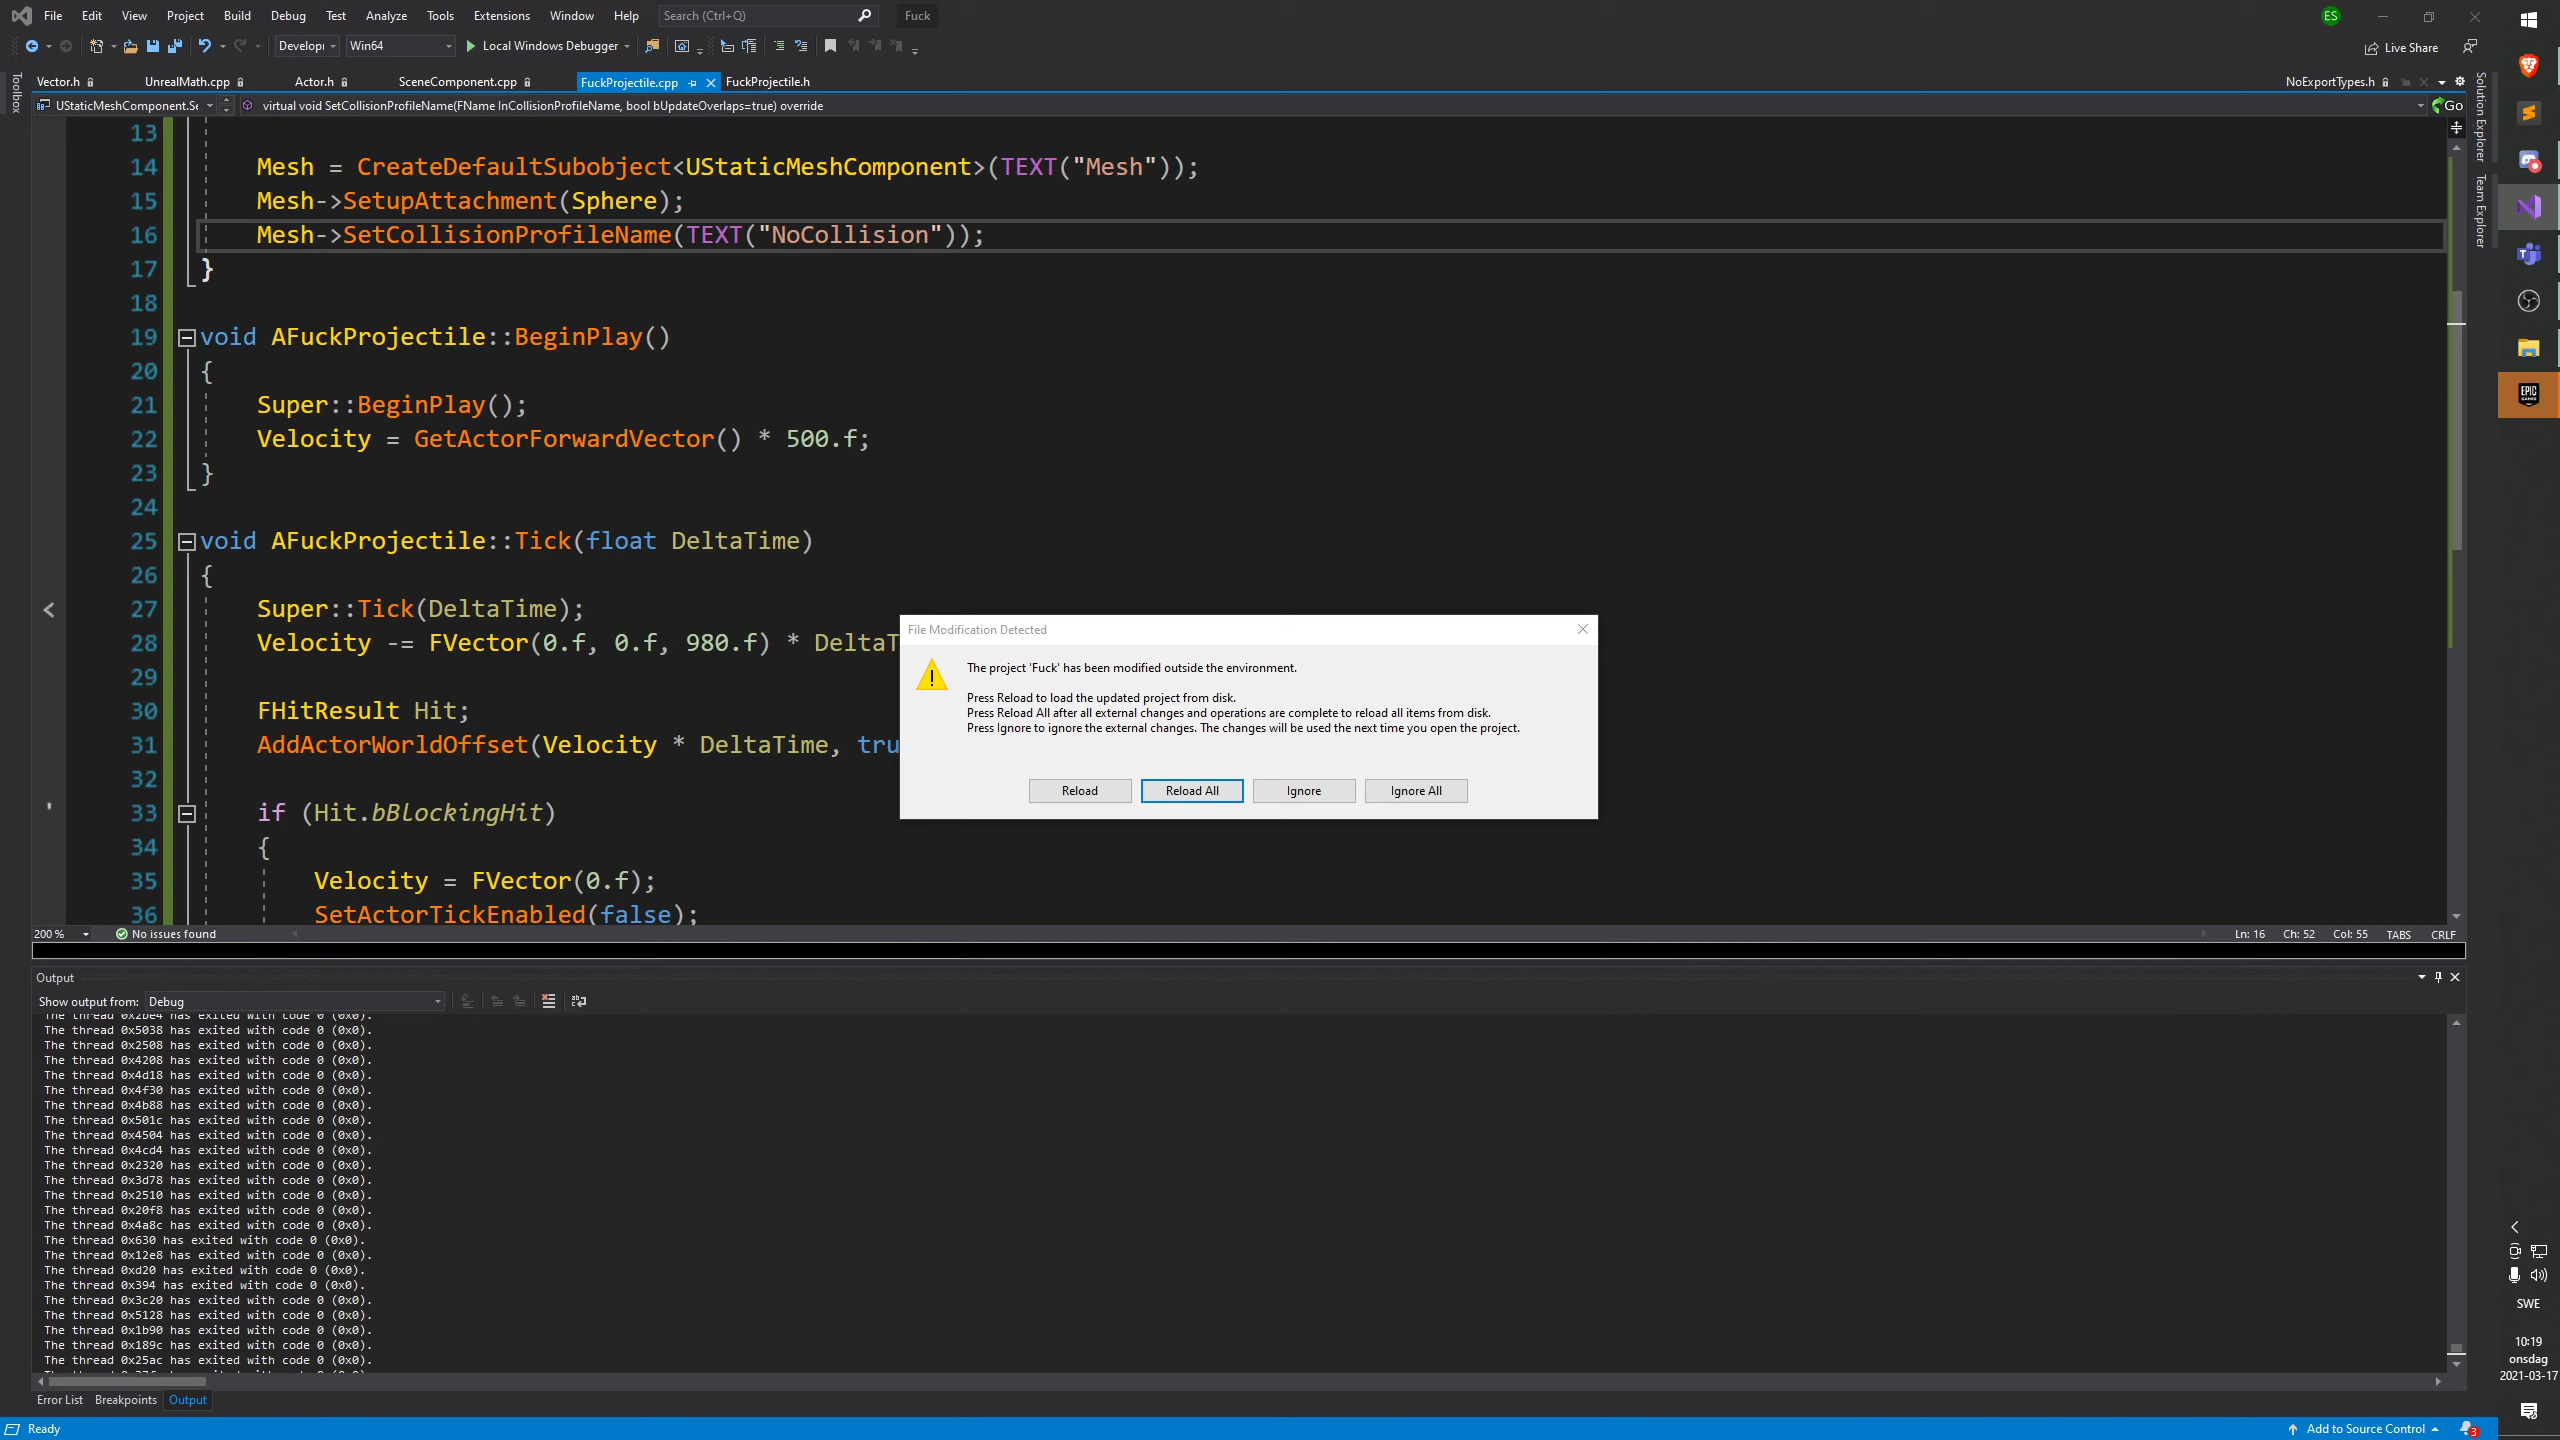 File Edit View Project Build Debug Test Analyze Tools Extensions Window Help Search (Ctrl+Q) Fuck ES
Develop Win64 Local Windows Debugger Live Share
Vector.h UnrealMath.cpp Actor.h SceneComponent.cpp FuckProjectile.cpp FuckProjectile.h NoExportTypes.h
UStaticMeshComponent.Se virtual void SetCollisionProfileName(FName InCollisionProfileName, bool bUpdateOverlaps=true) override Go
Toolbox
Solution Explorer
Team Explorer
13
14 Mesh = CreateDefaultSubobject<UStaticMeshComponent>(TEXT("Mesh"));
15 Mesh->SetupAttachment(Sphere);
16 Mesh->SetCollisionProfileName(TEXT("NoCollision"));
17 }
18
19 void AFuckProjectile::BeginPlay()
20 {
21 Super::BeginPlay();
22 Velocity = GetActorForwardVector() * 500.f;
23 }
24
25 void AFuckProjectile::Tick(float DeltaTime)
26 {
27 Super::Tick(DeltaTime);
28 Velocity -= FVector(0.f, 0.f, 980.f) * DeltaT
29
30 FHitResult Hit;
31 AddActorWorldOffset(Velocity * DeltaTime, tru
32
33 if (Hit.bBlockingHit)
34 {
35 Velocity = FVector(0.f);
36 SetActorTickEnabled(false);
File Modification Detected
The project 'Fuck' has been modified outside the environment.
Press Reload to load the updated project from disk.
Press Reload All after all external changes and operations are complete to reload all items from disk.
Press Ignore to ignore the external changes. The changes will be used the next time you open the project.
Reload Reload All Ignore Ignore All
200 % No issues found Ln: 16 Ch: 52 Col: 55 TABS CRLF
Output
Show output from: Debug
The thread 0x2be4 has exited with code 0 (0x0).
The thread 0x5038 has exited with code 0 (0x0).
The thread 0x2508 has exited with code 0 (0x0).
The thread 0x4208 has exited with code 0 (0x0).
The thread 0x4d18 has exited with code 0 (0x0).
The thread 0x4f30 has exited with code 0 (0x0).
The thread 0x4b88 has exited with code 0 (0x0).
The thread 0x501c has exited with code 0 (0x0).
The thread 0x4504 has exited with code 0 (0x0).
The thread 0x4cd4 has exited with code 0 (0x0).
The thread 0x2320 has exited with code 0 (0x0).
The thread 0x3d78 has exited with code 0 (0x0).
The thread 0x2510 has exited with code 0 (0x0).
The thread 0x20f8 has exited with code 0 (0x0).
The thread 0x4a8c has exited with code 0 (0x0).
The thread 0x630 has exited with code 0 (0x0).
The thread 0x12e8 has exited with code 0 (0x0).
The thread 0xd20 has exited with code 0 (0x0).
The thread 0x394 has exited with code 0 (0x0).
The thread 0x3c20 has exited with code 0 (0x0).
The thread 0x5128 has exited with code 0 (0x0).
The thread 0x1b90 has exited with code 0 (0x0).
The thread 0x189c has exited with code 0 (0x0).
The thread 0x25ac has exited with code 0 (0x0).
Error List Breakpoints Output
Ready Add to Source Control 3
EPIC GAMES
SWE
10:19
onsdag
2021-03-17